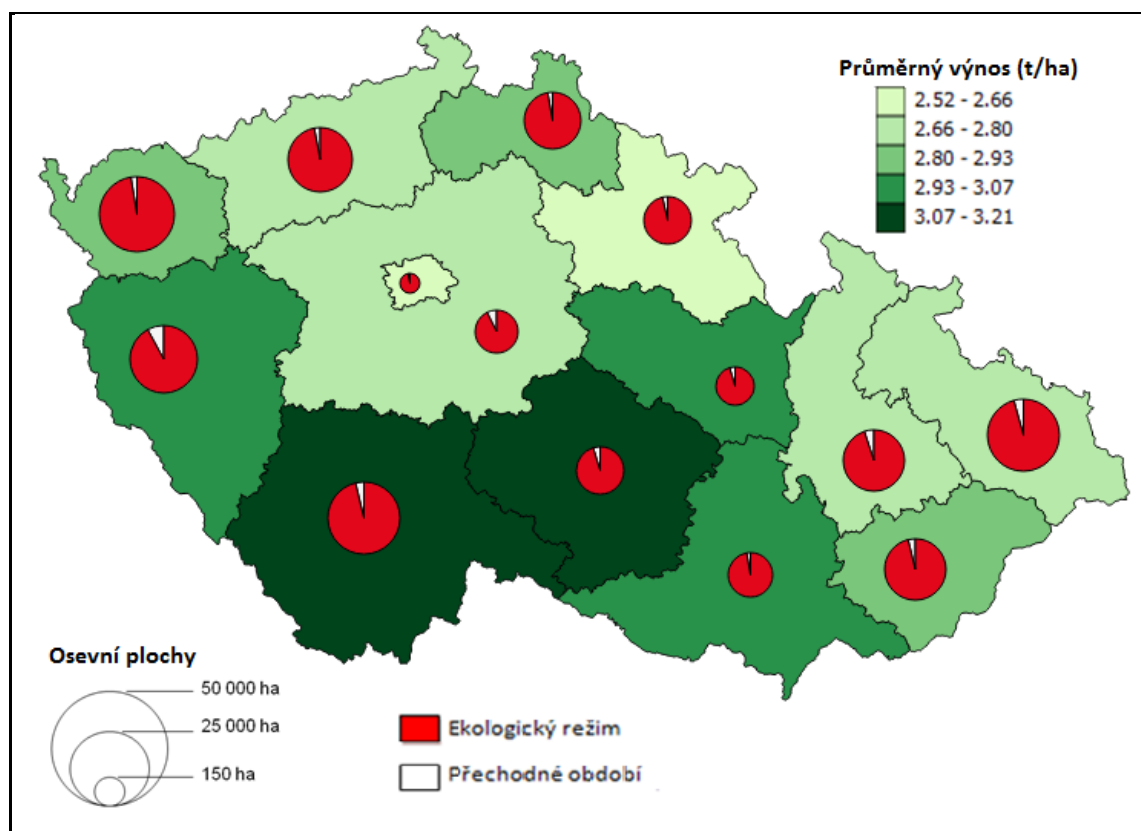 Průměrný výnos (t/ha)
2.52 - 2.66
2.66 - 2.80
2.80 - 2.93
2.93 - 3.07
3.07 - 3.21
Osevní plochy
50 000 ha
25 000 ha
150 ha
Ekologický režim
Přechodné období